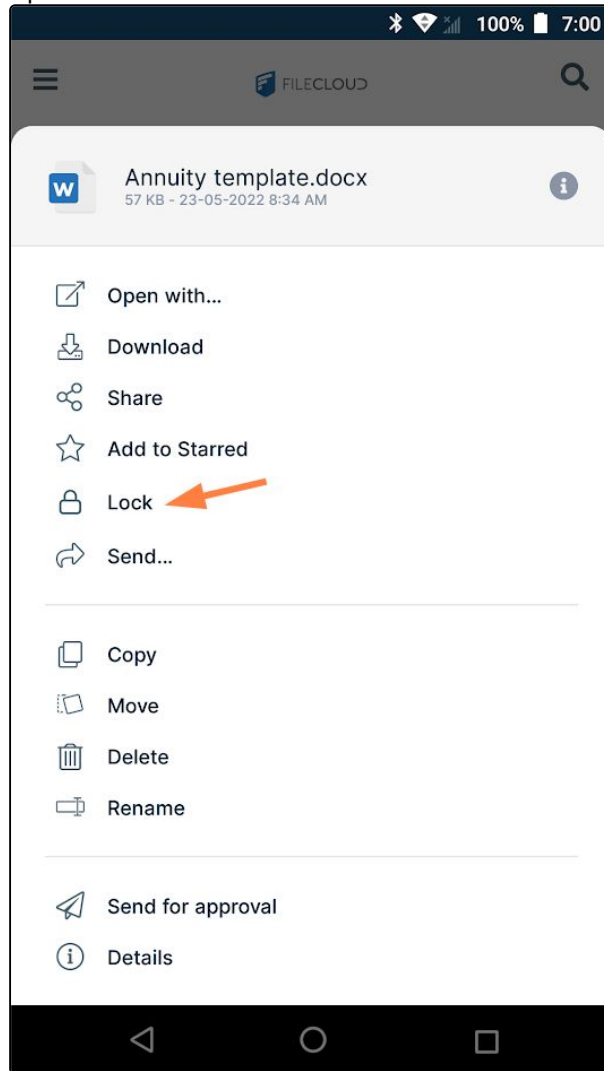 100% 7:00
FILECLOUD
W
Annuity template.docx
57 KB - 23-05-2022 8:34 AM
i
Open with...
Download
Share
Add to Starred
Lock
Send...
Copy
Move
Delete
Rename
Send for approval
i
Details